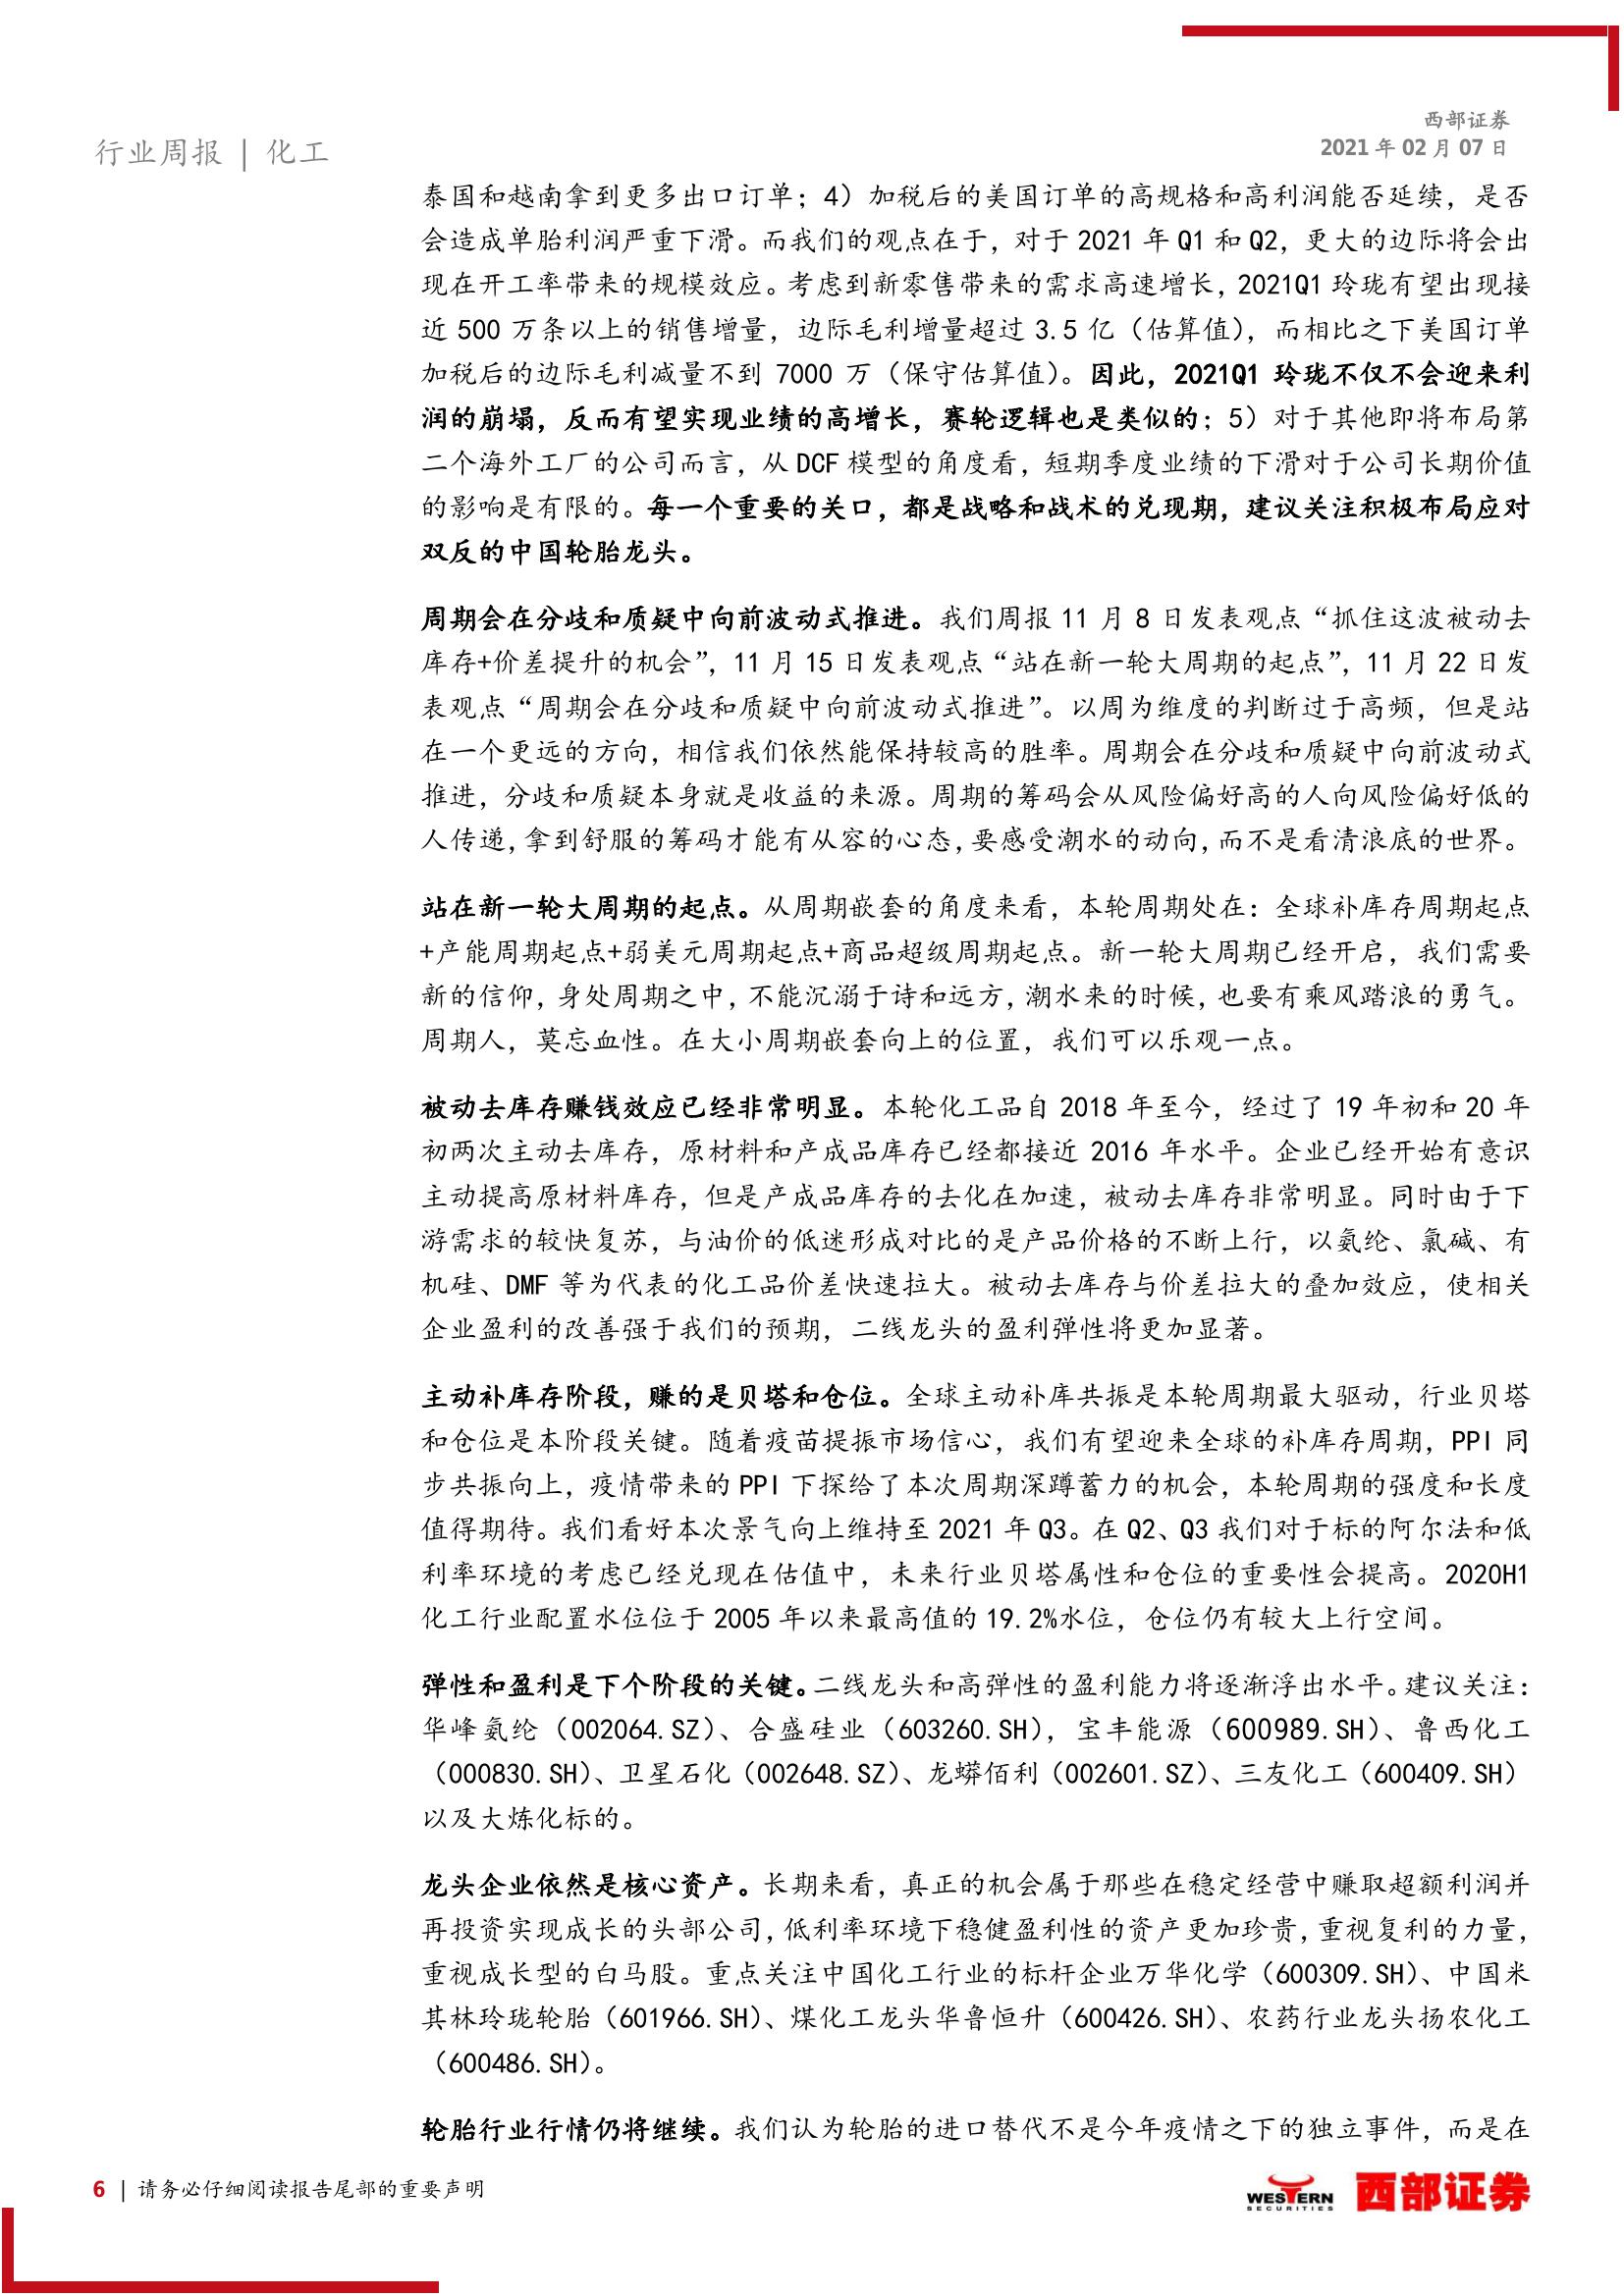 行业周报 | 化工
西部证券
2021 年 02 月 07 日
泰国和越南拿到更多出口订单；4）加税后的美国订单的高规格和高利润能否延续，是否
会造成单胎利润严重下滑。而我们的观点在于，对于 2021 年 Q1 和 Q2，更大的边际将会出
现在开工率带来的规模效应。考虑到新零售带来的需求高速增长，2021Q1 玲珑有望出现接
近 500 万条以上的销售增量，边际毛利增量超过 3.5 亿（估算值），而相比之下美国订单
加税后的边际毛利减量不到 7000 万（保守估算值）。因此，2021Q1 玲珑不仅不会迎来利
润的崩塌，反而有望实现业绩的高增长，赛轮逻辑也是类似的；5）对于其他即将布局第
二个海外工厂的公司而言，从 DCF 模型的角度看，短期季度业绩的下滑对于公司长期价值
的影响是有限的。每一个重要的关口，都是战略和战术的兑现期，建议关注积极布局应对
双反的中国轮胎龙头。
周期会在分歧和质疑中向前波动式推进。我们周报 11 月 8 日发表观点“抓住这波被动去
库存+价差提升的机会”，11 月 15 日发表观点“站在新一轮大周期的起点”，11 月 22 日发
表观点“周期会在分歧和质疑中向前波动式推进”。以周为维度的判断过于高频，但是站
在一个更远的方向，相信我们依然能保持较高的胜率。周期会在分歧和质疑中向前波动式
推进，分歧和质疑本身就是收益的来源。周期的筹码会从风险偏好高的人向风险偏好低的
人传递，拿到舒服的筹码才能有从容的心态，要感受潮水的动向，而不是看清浪底的世界。
站在新一轮大周期的起点。从周期嵌套的角度来看，本轮周期处在：全球补库存周期起点
+产能周期起点+弱美元周期起点+商品超级周期起点。新一轮大周期已经开启，我们需要
新的信仰，身处周期之中，不能沉溺于诗和远方，潮水来的时候，也要有乘风踏浪的勇气。
周期人，莫忘血性。在大小周期嵌套向上的位置，我们可以乐观一点。
被动去库存赚钱效应已经非常明显。本轮化工品自 2018 年至今，经过了 19 年初和 20 年
初两次主动去库存，原材料和产成品库存已经都接近 2016 年水平。企业已经开始有意识
主动提高原材料库存，但是产成品库存的去化在加速，被动去库存非常明显。同时由于下
游需求的较快复苏，与油价的低迷形成对比的是产品价格的不断上行，以氨纶、氯碱、有
机硅、DMF 等为代表的化工品价差快速拉大。被动去库存与价差拉大的叠加效应，使相关
企业盈利的改善强于我们的预期，二线龙头的盈利弹性将更加显著。
主动补库存阶段，赚的是贝塔和仓位。全球主动补库共振是本轮周期最大驱动，行业贝塔
和仓位是本阶段关键。随着疫苗提振市场信心，我们有望迎来全球的补库存周期，PPI 同
步共振向上，疫情带来的 PPI 下探给了本次周期深蹲蓄力的机会，本轮周期的强度和长度
值得期待。我们看好本次景气向上维持至 2021 年 Q3。在 Q2、Q3 我们对于标的阿尔法和低
利率环境的考虑已经兑现在估值中，未来行业贝塔属性和仓位的重要性会提高。2020H1
化工行业配置水位位于 2005 年以来最高值的 19.2%水位，仓位仍有较大上行空间。
弹性和盈利是下个阶段的关键。二线龙头和高弹性的盈利能力将逐渐浮出水平。建议关注：
华峰氨纶（002064.SZ）、合盛硅业（603260.SH），宝丰能源（600989.SH）、鲁西化工
（000830.SH）、卫星石化（002648.SZ）、龙蟒佰利（002601.SZ）、三友化工（600409.SH）
以及大炼化标的。
龙头企业依然是核心资产。长期来看，真正的机会属于那些在稳定经营中赚取超额利润并
再投资实现成长的头部公司，低利率环境下稳健盈利性的资产更加珍贵，重视复利的力量，
重视成长型的白马股。重点关注中国化工行业的标杆企业万华化学（600309.SH）、中国米
其林玲珑轮胎（601966.SH）、煤化工龙头华鲁恒升（600426.SH）、农药行业龙头扬农化工
（600486.SH）。
轮胎行业行情仍将继续。我们认为轮胎的进口替代不是今年疫情之下的独立事件，而是在
6 | 请务必仔细阅读报告尾部的重要声明
WESTERN
SECURITIES
西部证券